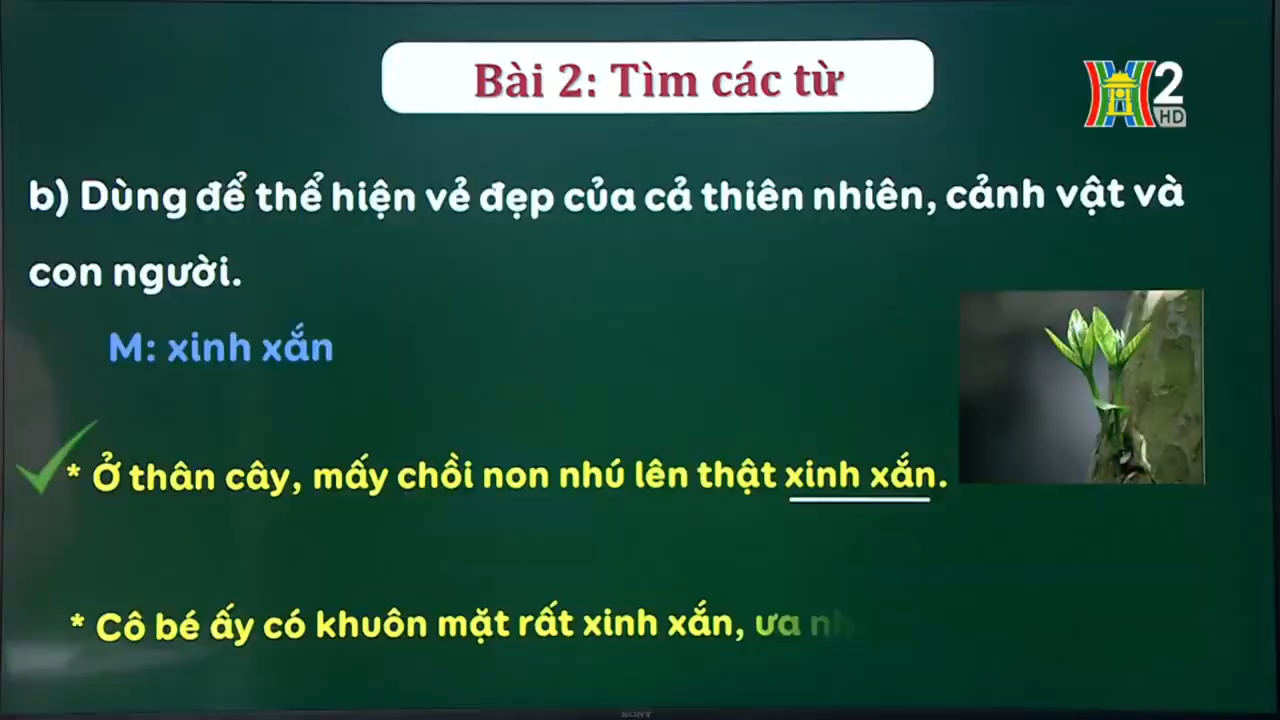 Bài 2: Tìm các từ
2
HD
b) Dùng để thể hiện vẻ đẹp của cả thiên nhiên, cảnh vật và
con người.
M: xinh xắn
* Ở thân cây, mấy chồi non nhú lên thật xinh xắn.
* Cô bé ấy có khuôn mặt rất xinh xắn, ưa
SONY